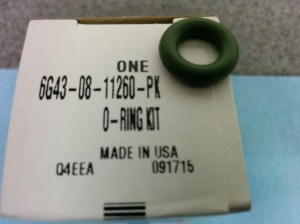 ONE
6G43-08-11260-PK
O-RING KIT
MADE IN USA
Q4EEA 091715